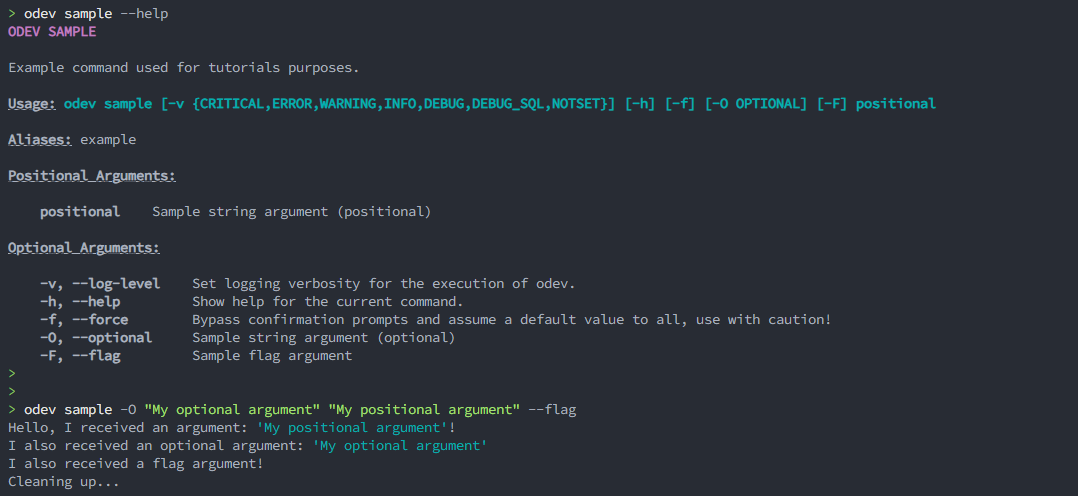 > odev sample --help
ODEV SAMPLE
Example command used for tutorials purposes.
Usage: odev sample [-v {CRITICAL,ERROR,WARNING,INFO,DEBUG,DEBUG_SQL,NOTSET}] [-h] [-f] [-O OPTIONAL] [-F] positional
Aliases: example
Positional Arguments:
positional    Sample string argument (positional)
Optional Arguments:
-v, --log-level    Set logging verbosity for the execution of odev.
-h, --help         Show help for the current command.
-f, --force        Bypass confirmation prompts and assume a default value to all, use with caution!
-O, --optional     Sample string argument (optional)
-F, --flag         Sample flag argument
>
>
> odev sample -O "My optional argument" "My positional argument" --flag
Hello, I received an argument: 'My positional argument'!
I also received an optional argument: 'My optional argument'
I also received a flag argument!
Cleaning up...